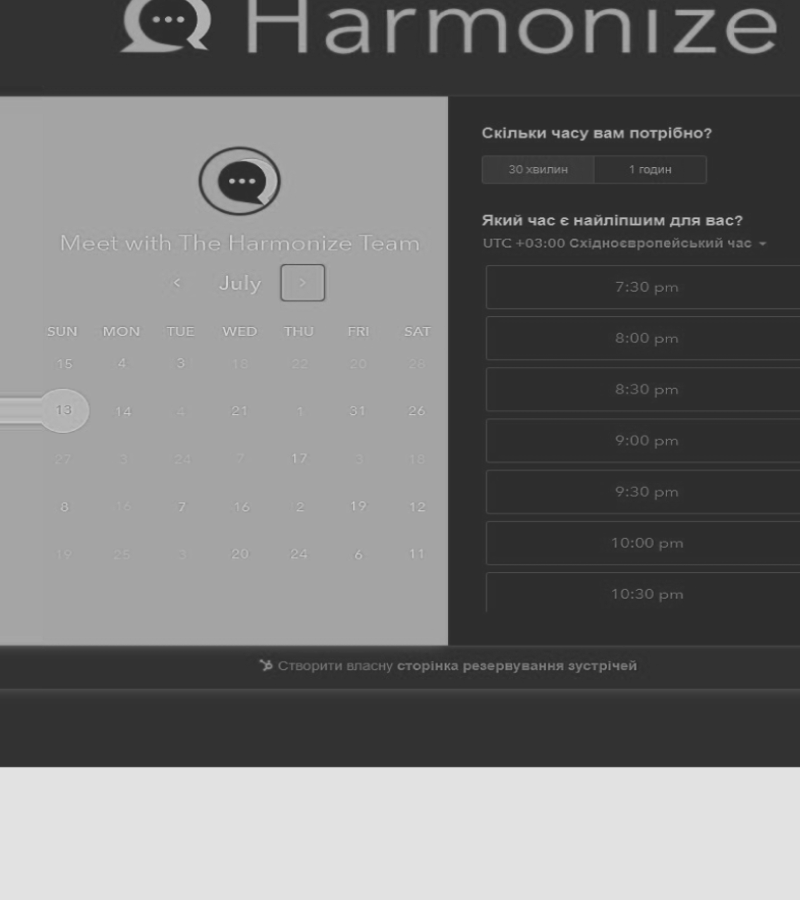 Harmonize
Meet with The Harmonize Team
July
SUN MON TUE WED THU FRI SAT
15 4 3 18 22 20 28
13 14 4 21 1 31 26
27 3 24 7 17 3 18
8 16 7 16 2 19 12
19 25 3 20 24 6 11
Скільки часу вам потрібно?
30 хвилин 1 годин
Який час є найліпшим для вас?
UTC +03:00 Східноєвропейський час
7:30 pm
8:00 pm
8:30 pm
9:00 pm
9:30 pm
10:00 pm
10:30 pm
Створити власну сторінка резервування зустрічей